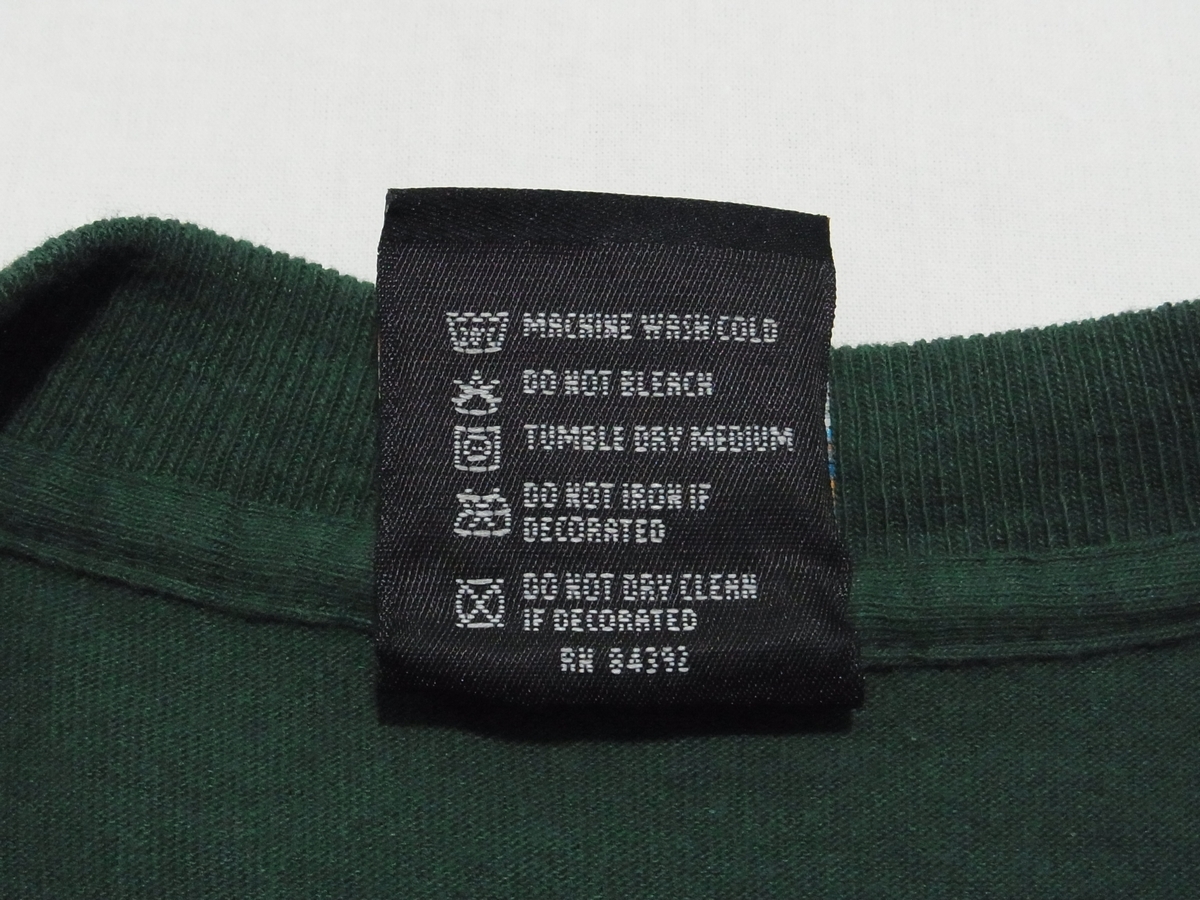 MACHINE WASH COLD
DO NOT BLEACH
TUMBLE DRY MEDIUM
DO NOT IRON IF
DECORATED
DO NOT DRY CLEAN
IF DECORATED
RN 84392